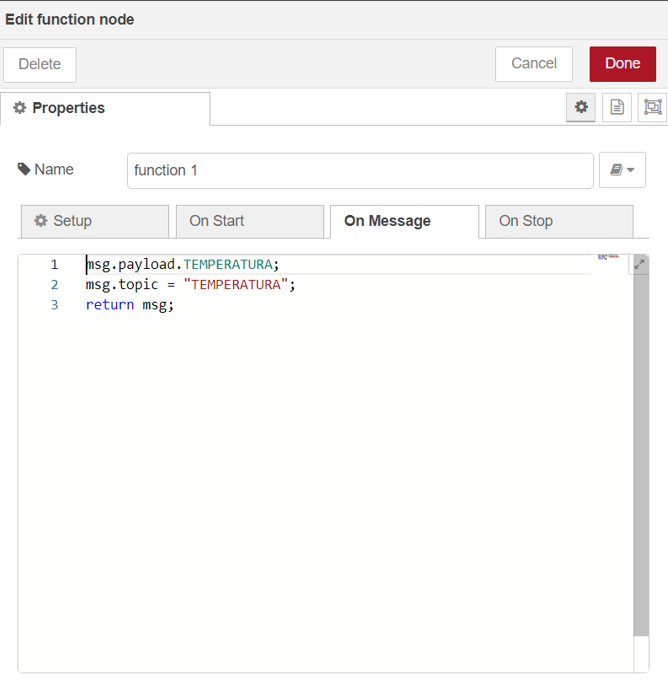 Edit function node
Delete
Cancel
Done
Properties
Name
function 1
Setup
On Start
On Message
On Stop
1 msg.payload.TEMPERATURA;
2 msg.topic = "TEMPERATURA";
3 return msg;